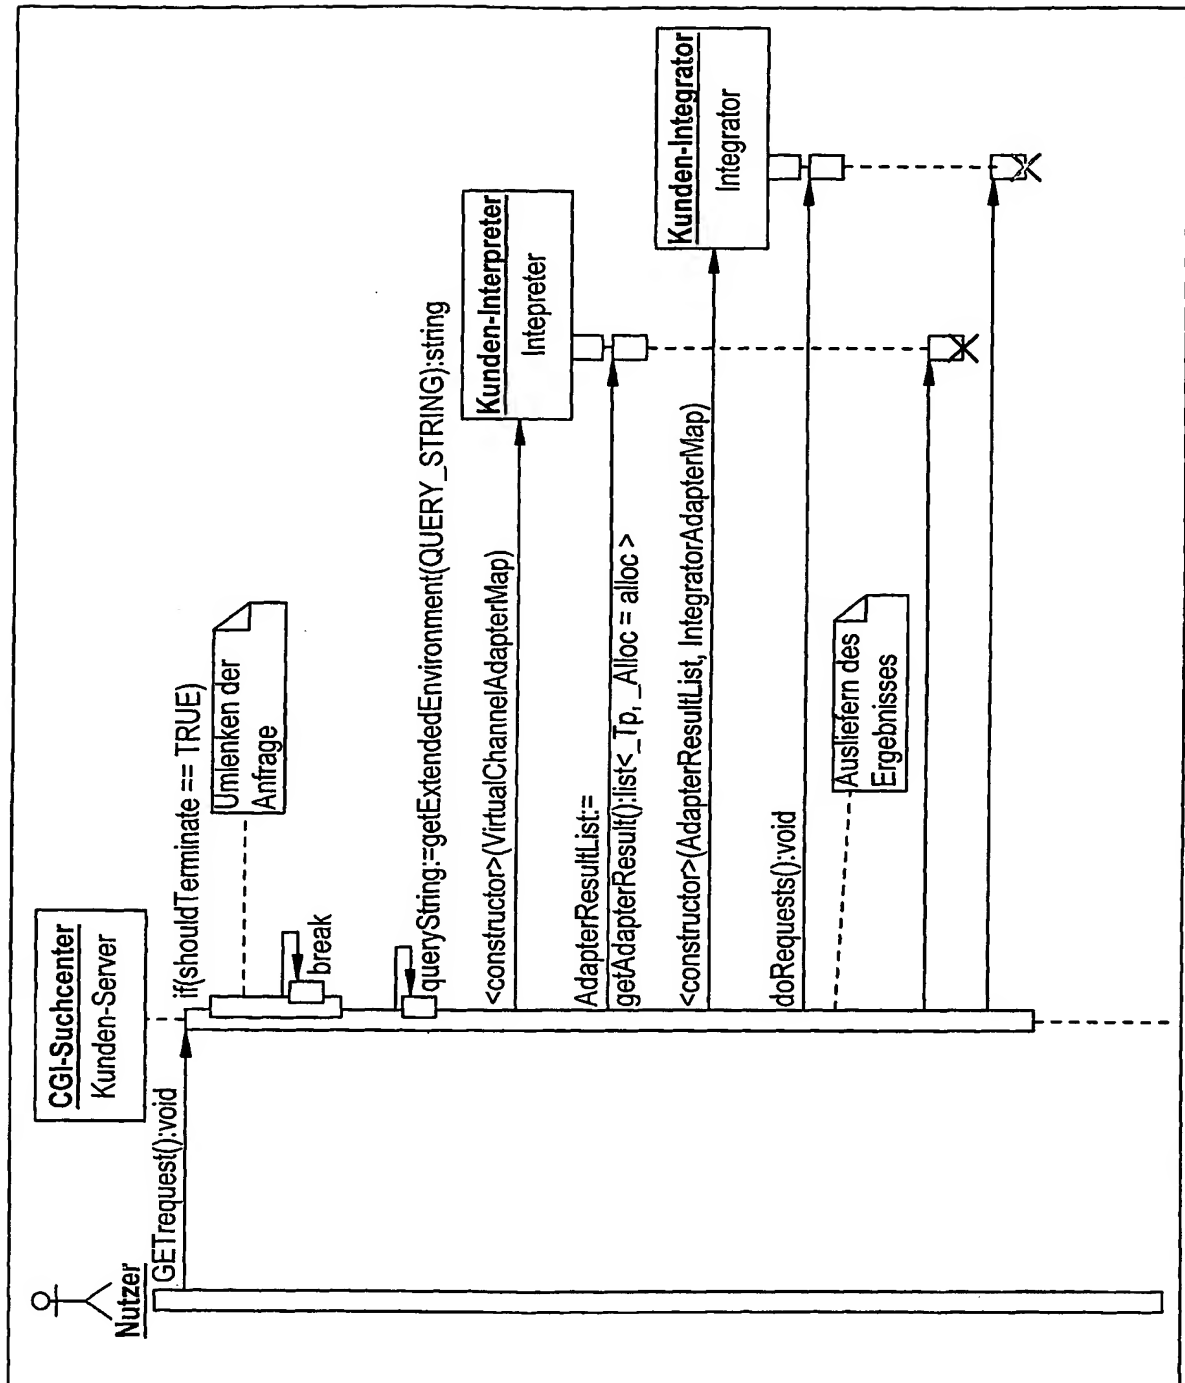 Nutzer
GETrequest():void
CGI-Suchcenter
Kunden-Server
if(shouldTerminate == TRUE)
Umlenken der
Anfrage
break
queryString:=getExtendedEnvironment(QUERY_STRING):string
Kunden-Interpreter
Intepreter
<constructor>(VirtualChannelAdapterMap)
AdapterResultList:=
getAdapterResult():list<_Tp, _Alloc = alloc >
Kunden-Integrator
Integrator
<constructor>(AdapterResultList, IntegratorAdapterMap)
doRequests():void
Ausliefern des
Ergebnisses